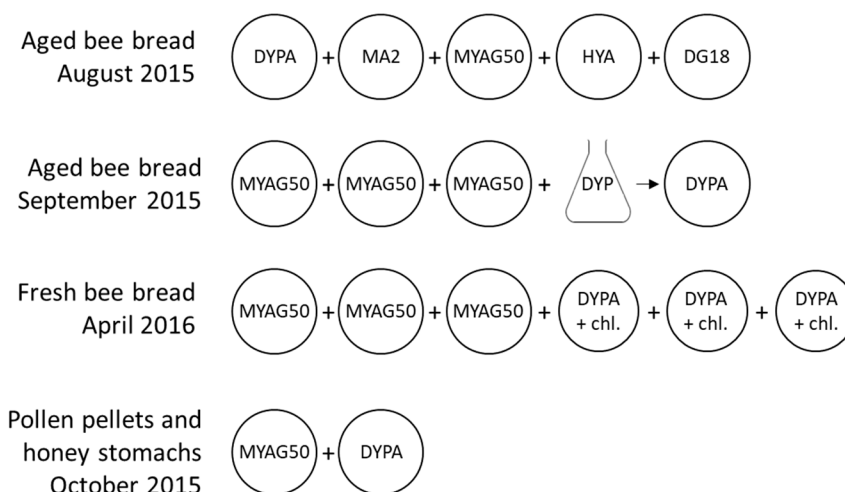 Aged bee bread
August 2015
DYPA + MA2 + MYAG50 + HYA + DG18
Aged bee bread
September 2015
MYAG50 + MYAG50 + MYAG50 + DYP → DYPA
Fresh bee bread
April 2016
MYAG50 + MYAG50 + MYAG50 + DYPA + chl. + DYPA + chl. + DYPA + chl.
Pollen pellets and
honey stomachs
October 2015
MYAG50 + DYPA